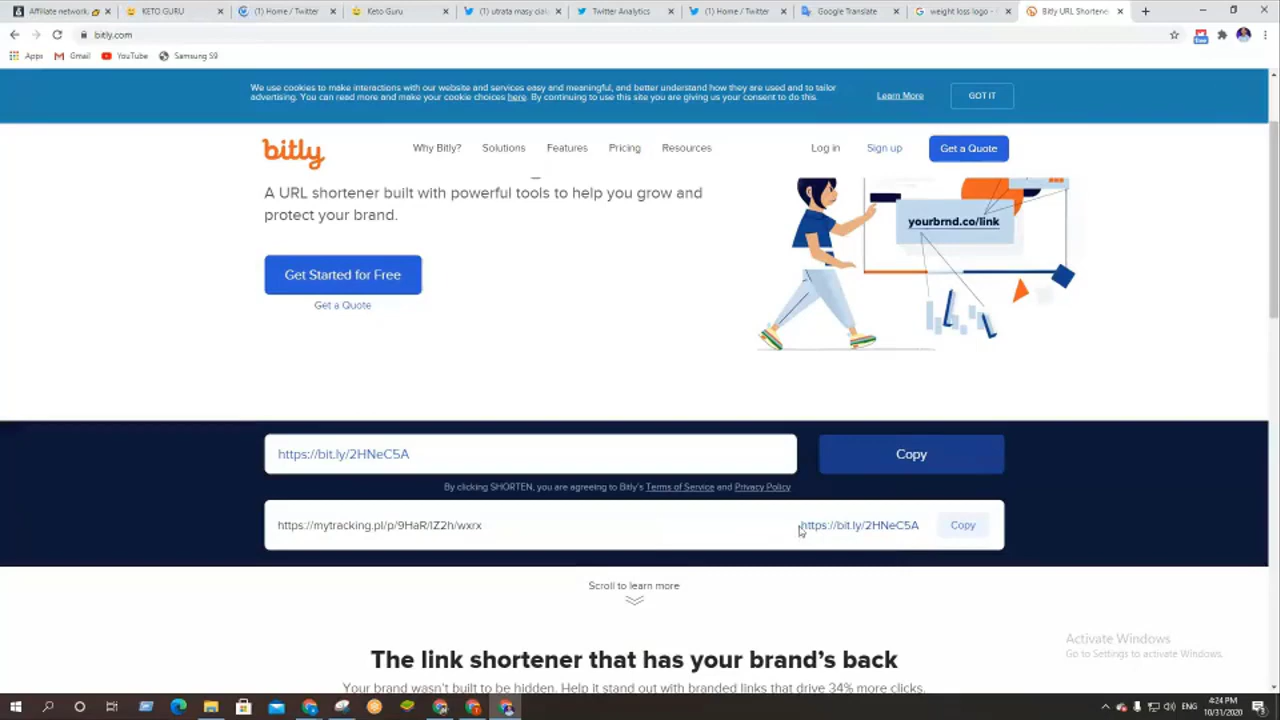 Affiliate network
KETO GURU
(1) Home / Twitter
Keto Guru
(1) utrata masy ciała
Twitter Analytics
(1) Home / Twitter
Google Translate
weight loss logo -
Bitly URL Shortene
bitly.com
Apps
Gmail
YouTube
Samsung S9
We use cookies to make interactions with our website and services easy and meaningful, and better understand how they are used and to tailor
advertising. You can read more and make your cookie choices here. By continuing to use this site you are giving us your consent to do this.
Learn More
GOT IT
bitly
Why Bitly?
Solutions
Features
Pricing
Resources
Log in
Sign up
Get a Quote
A URL shortener built with powerful tools to help you grow and
protect your brand.
yourbrnd.co/link
Get Started for Free
Get a Quote
https://bit.ly/2HNeC5A
Copy
By clicking SHORTEN, you are agreeing to Bitly's Terms of Service and Privacy Policy
https://mytracking.pl/p/9HaR/IZ2h/wxrx
https://bit.ly/2HNeC5A
Copy
Scroll to learn more
Activate Windows
Go to Settings to activate Windows.
The link shortener that has your brand's back
Your brand wasn't built to be hidden. Help it stand out with branded links that drive 34% more clicks.
ENG
4:24 PM
10/31/2020